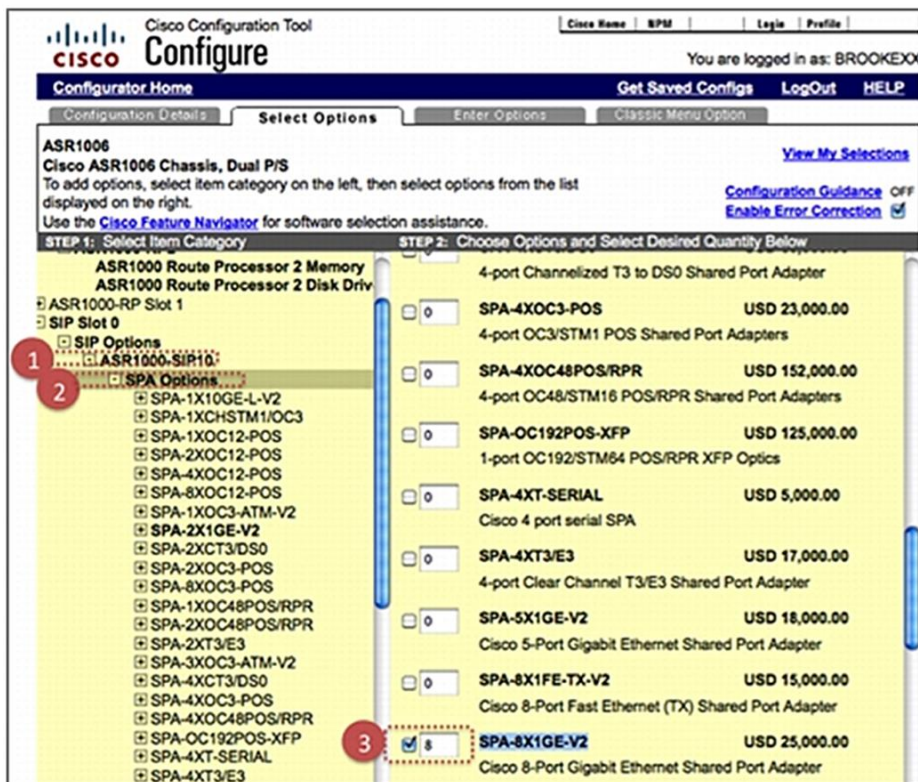 Cisco Configuration Tool
Configure
CISCO
Cisco Home
NPM
Login
Profile
You are logged in as: BROOKEXX
Configurator Home
Get Saved Configs
LogOut
HELP
Configuration Details
Select Options
Enter Options
Classic Menu Option
ASR1006
Cisco ASR1006 Chassis, Dual P/S
To add options, select item category on the left, then select options from the list
displayed on the right.
Use the Cisco Feature Navigator for software selection assistance.
View My Selections
Configuration Guidance OFF
Enable Error Correction
STEP 1: Select Item Category
ASR1000 Route Processor 2 Memory
ASR1000 Route Processor 2 Disk Driv
ASR1000-RP Slot 1
SIP Slot 0
SIP Options
1
ASR1000-SIP10
2
SPA Options
SPA-1X10GE-L-V2
SPA-1XCHSTM1/OC3
SPA-1XOC12-POS
SPA-2XOC12-POS
SPA-4XOC12-POS
SPA-8XOC12-POS
SPA-1XOC3-ATM-V2
SPA-2X1GE-V2
SPA-2XCT3/DS0
SPA-2XOC3-POS
SPA-8XOC3-POS
SPA-1XOC48POS/RPR
SPA-2XOC48POS/RPR
SPA-2XT3/E3
SPA-3XOC3-ATM-V2
SPA-4XCT3/DS0
SPA-4XOC3-POS
SPA-4XOC48POS/RPR
SPA-OC192POS-XFP
SPA-4XT-SERIAL
SPA-4XT3/E3
STEP 2: Choose Options and Select Desired Quantity Below
0
4-port Channelized T3 to DS0 Shared Port Adapter
0 SPA-4XOC3-POS USD 23,000.00
4-port OC3/STM1 POS Shared Port Adapters
0 SPA-4XOC48POS/RPR USD 152,000.00
4-port OC48/STM16 POS/RPR Shared Port Adapters
0 SPA-OC192POS-XFP USD 125,000.00
1-port OC192/STM64 POS/RPR XFP Optics
0 SPA-4XT-SERIAL USD 5,000.00
Cisco 4 port serial SPA
0 SPA-4XT3/E3 USD 17,000.00
4-port Clear Channel T3/E3 Shared Port Adapter
0 SPA-5X1GE-V2 USD 18,000.00
Cisco 5-Port Gigabit Ethernet Shared Port Adapter
0 SPA-8X1FE-TX-V2 USD 15,000.00
Cisco 8-Port Fast Ethernet (TX) Shared Port Adapter
3
8 SPA-8X1GE-V2 USD 25,000.00
Cisco 8-Port Gigabit Ethernet Shared Port Adapter